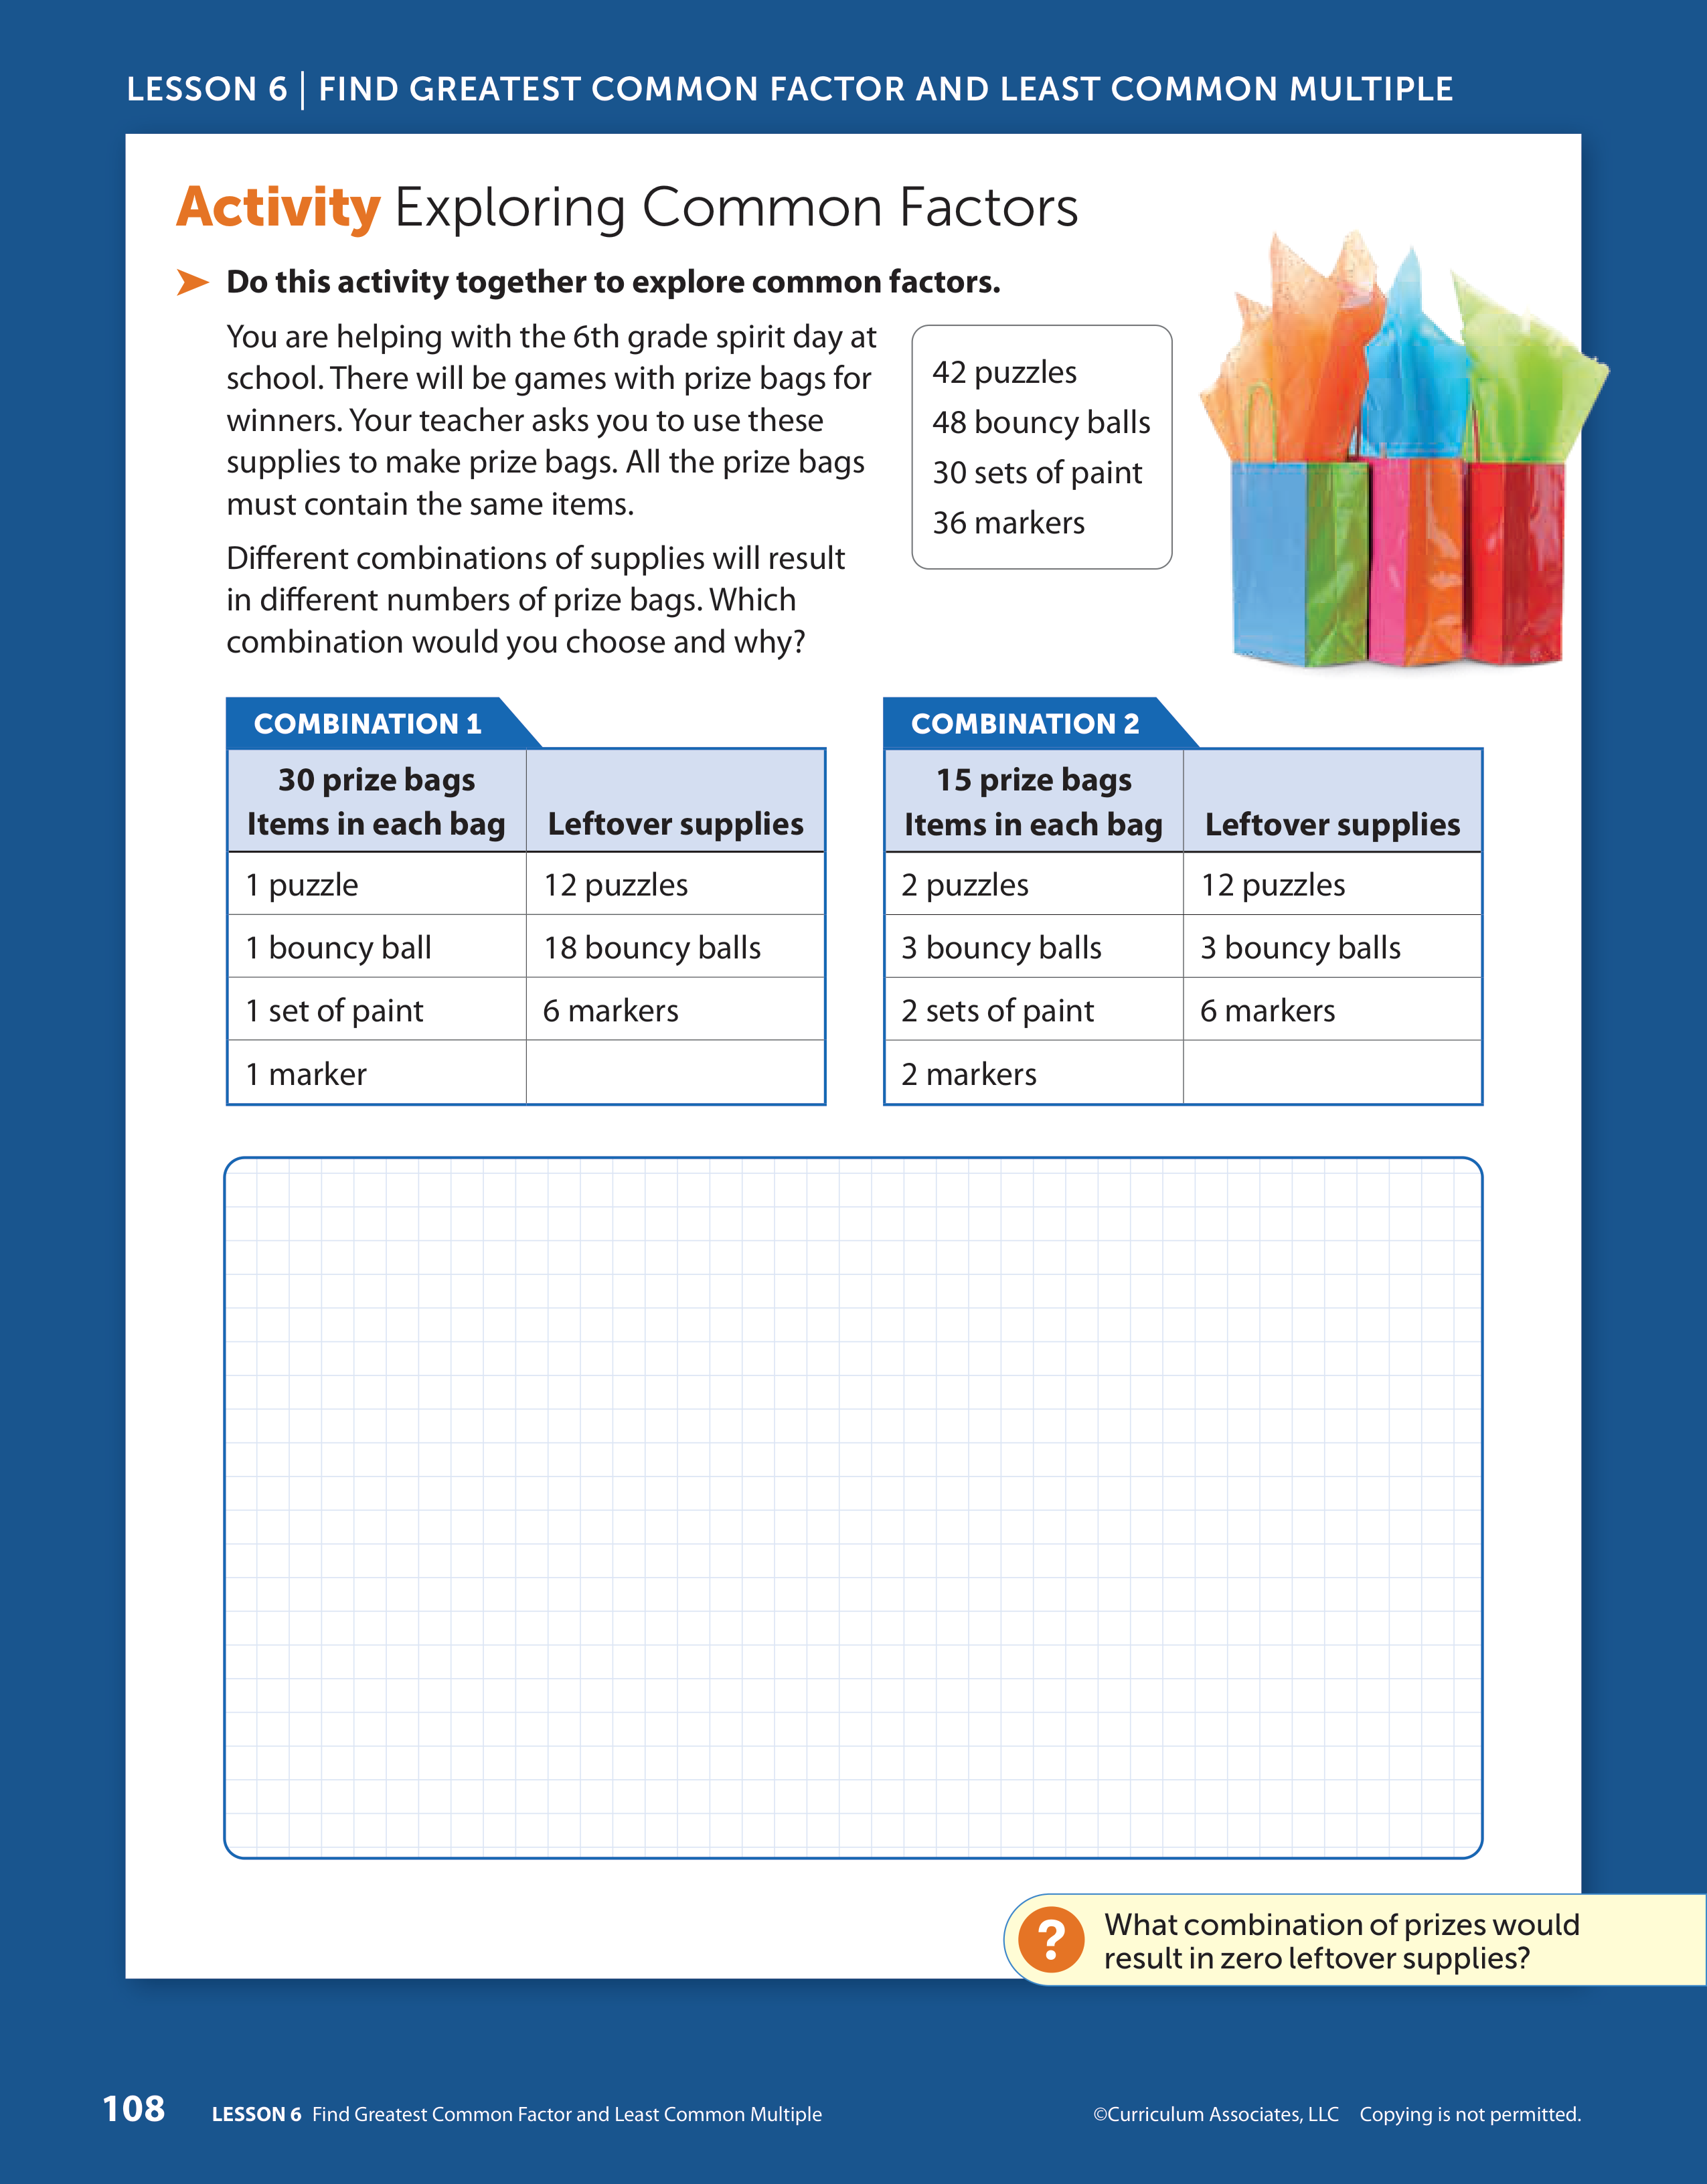 LESSON 6 | FIND GREATEST COMMON FACTOR AND LEAST COMMON MULTIPLE
Activity Exploring Common Factors
Do this activity together to explore common factors.
You are helping with the 6th grade spirit day at
school. There will be games with prize bags for
winners. Your teacher asks you to use these
supplies to make prize bags. All the prize bags
must contain the same items.
Different combinations of supplies will result
in different numbers of prize bags. Which
combination would you choose and why?
42 puzzles
48 bouncy balls
30 sets of paint
36 markers
COMBINATION 1
30 prize bags
Items in each bag Leftover supplies
1 puzzle 12 puzzles
1 bouncy ball 18 bouncy balls
1 set of paint 6 markers
1 marker
COMBINATION 2
15 prize bags
Items in each bag Leftover supplies
2 puzzles 12 puzzles
3 bouncy balls 3 bouncy balls
2 sets of paint 6 markers
2 markers
?
What combination of prizes would
result in zero leftover supplies?
108 LESSON 6 Find Greatest Common Factor and Least Common Multiple ©Curriculum Associates, LLC Copying is not permitted.